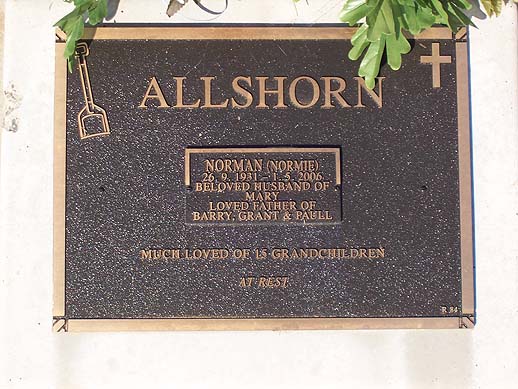 ALLSHORN
NORMAN (NORMIE)
26. 9. 1931 - 1. 5. 2006
BELOVED HUSBAND OF
MARY
LOVED FATHER OF
BARRY, GRANT & PAULL
MUCH LOVED OF 15 GRANDCHILDREN
AT REST
R 84